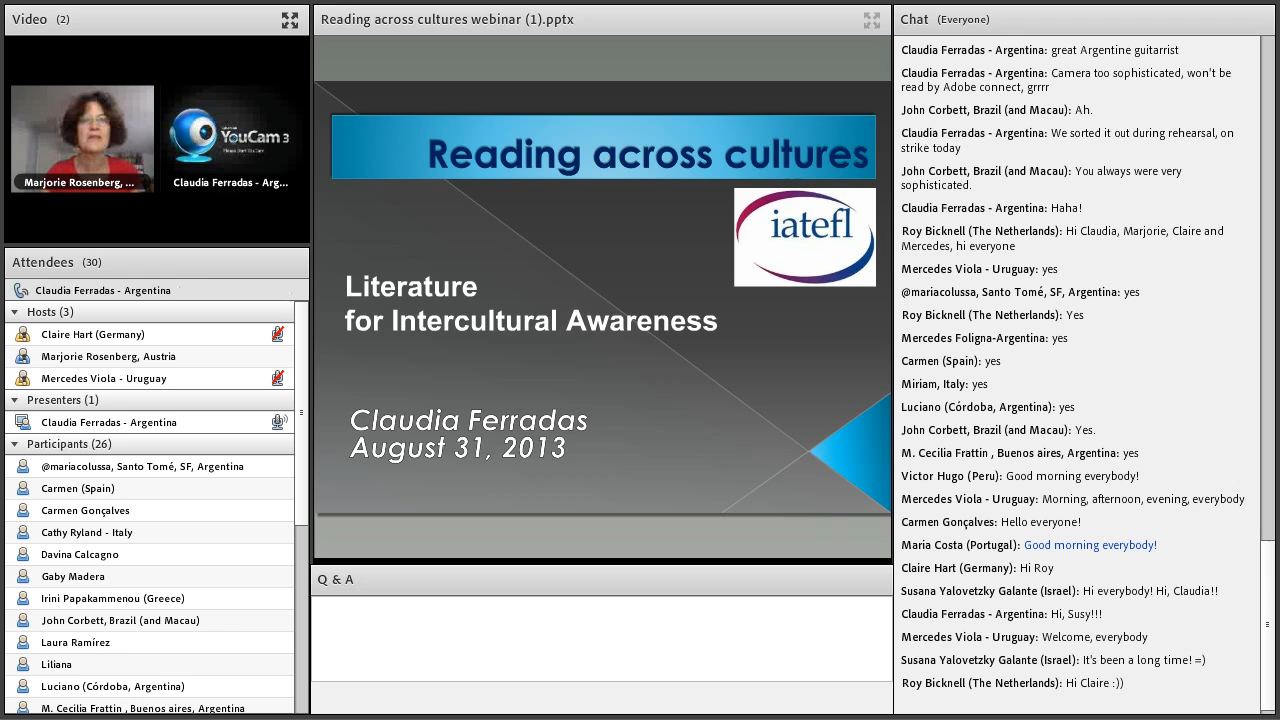 Video (2)
Marjorie Rosenberg, ...
YouCam 3
Claudia Ferradas - Arg...
Attendees (30)
Claudia Ferradas - Argentina
Hosts (3)
Claire Hart (Germany)
Marjorie Rosenberg, Austria
Mercedes Viola - Uruguay
Presenters (1)
Claudia Ferradas - Argentina
Participants (26)
@mariacolussa, Santo Tomé, SF, Argentina
Carmen (Spain)
Carmen Gonçalves
Cathy Ryland - Italy
Davina Calcagno
Gaby Madera
Irini Papakammenou (Greece)
John Corbett, Brazil (and Macau)
Laura Ramírez
Liliana
Luciano (Córdoba, Argentina)
M. Cecilia Frattin , Buenos aires, Argentina
Reading across cultures webinar (1).pptx
Reading across cultures
iatefl
Literature
for Intercultural Awareness
Claudia Ferradas
August 31, 2013
Q & A
Chat (Everyone)
Claudia Ferradas - Argentina: great Argentine guitarrist
Claudia Ferradas - Argentina: Camera too sophisticated, won't be
read by Adobe connect, grrrr
John Corbett, Brazil (and Macau): Ah.
Claudia Ferradas - Argentina: We sorted it out during rehearsal, on
strike today
John Corbett, Brazil (and Macau): You always were very
sophisticated.
Claudia Ferradas - Argentina: Haha!
Roy Bicknell (The Netherlands): Hi Claudia, Marjorie, Claire and
Mercedes, hi everyone
Mercedes Viola - Uruguay: yes
@mariacolussa, Santo Tomé, SF, Argentina: yes
Roy Bicknell (The Netherlands): Yes
Mercedes Foligna-Argentina: yes
Carmen (Spain): yes
Miriam, Italy: yes
Luciano (Córdoba, Argentina): yes
John Corbett, Brazil (and Macau): Yes.
M. Cecilia Frattin , Buenos aires, Argentina: yes
Victor Hugo (Peru): Good morning everybody!
Mercedes Viola - Uruguay: Morning, afternoon, evening, everybody
Carmen Gonçalves: Hello everyone!
Maria Costa (Portugal): Good morning everybody!
Claire Hart (Germany): Hi Roy
Susana Yalovetzky Galante (Israel): Hi everybody! Hi, Claudia!!
Claudia Ferradas - Argentina: Hi, Susy!!!
Mercedes Viola - Uruguay: Welcome, everybody
Susana Yalovetzky Galante (Israel): It's been a long time! =)
Roy Bicknell (The Netherlands): Hi Claire :))